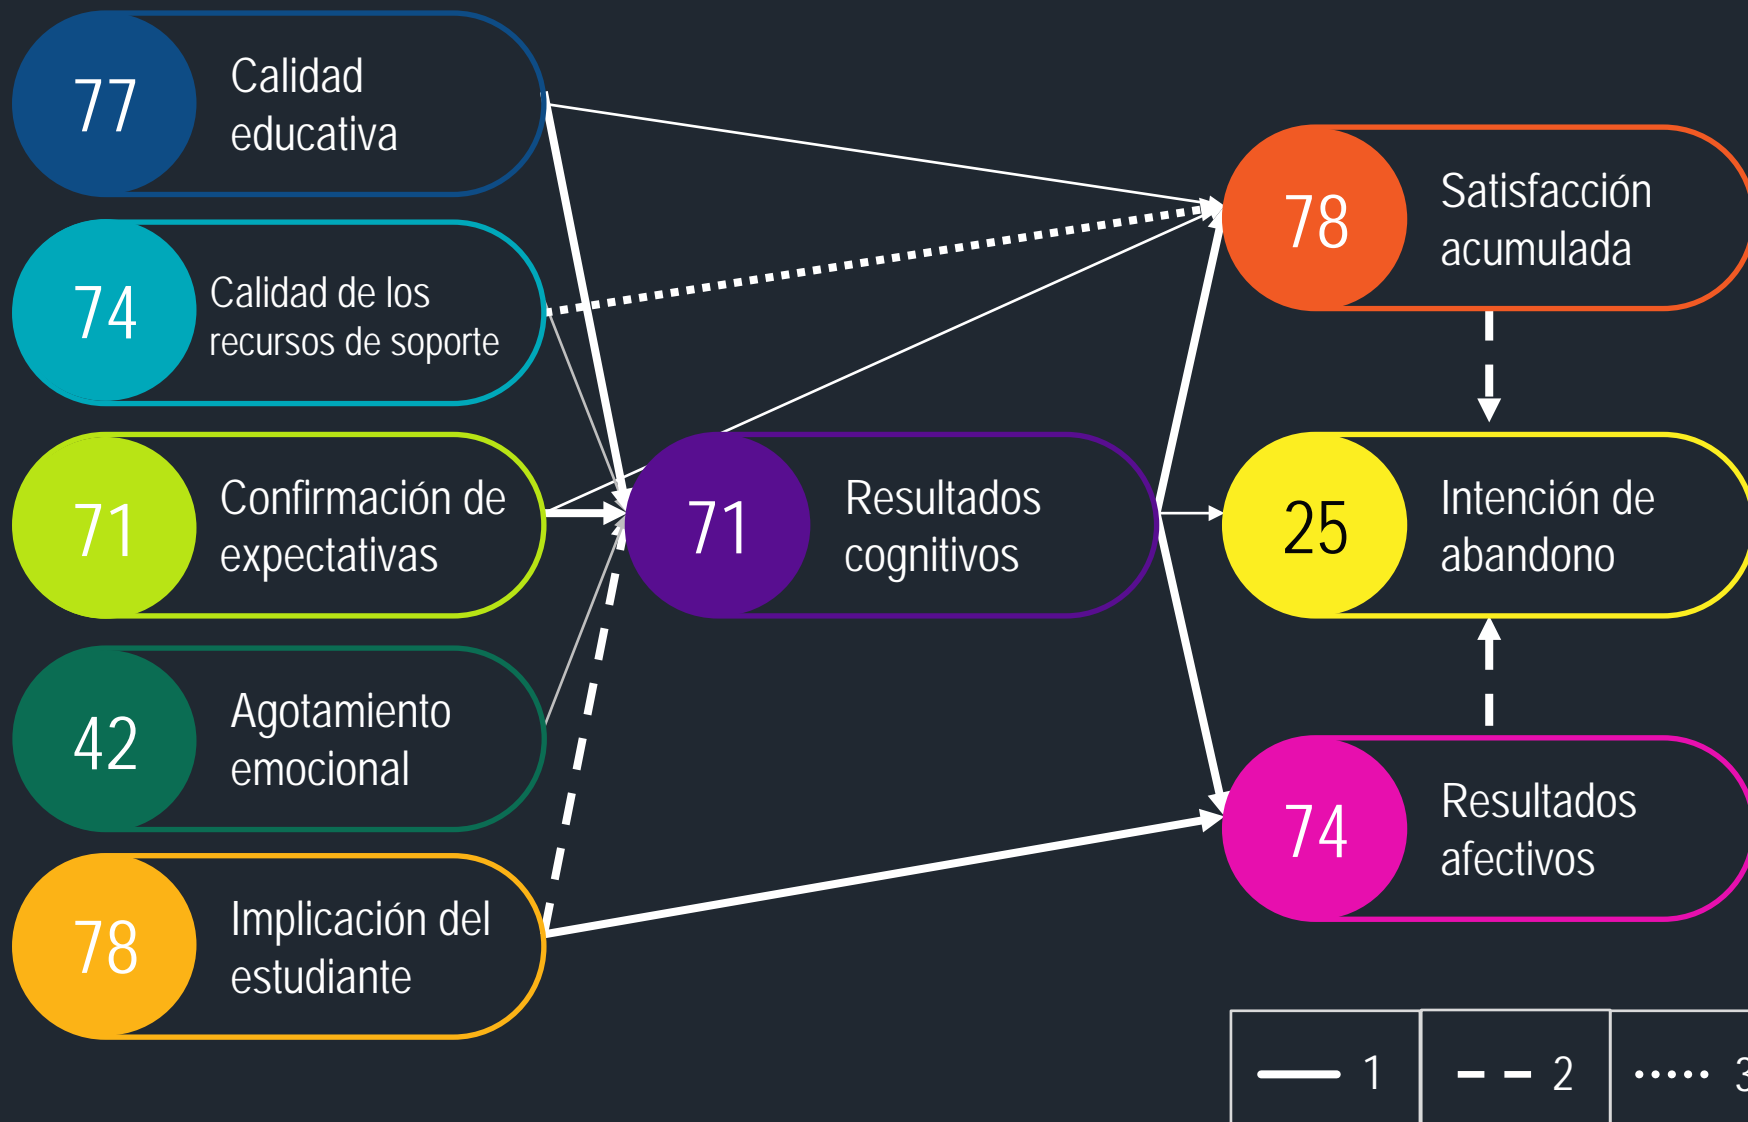 77
Calidad
educativa
74
Calidad de los
recursos de soporte
71
Confirmación de
expectativas
42
Agotamiento
emocional
78
Implicación del
estudiante
71
Resultados
cognitivos
78
Satisfacción
acumulada
25
Intención de
abandono
74
Resultados
afectivos
1
2
3